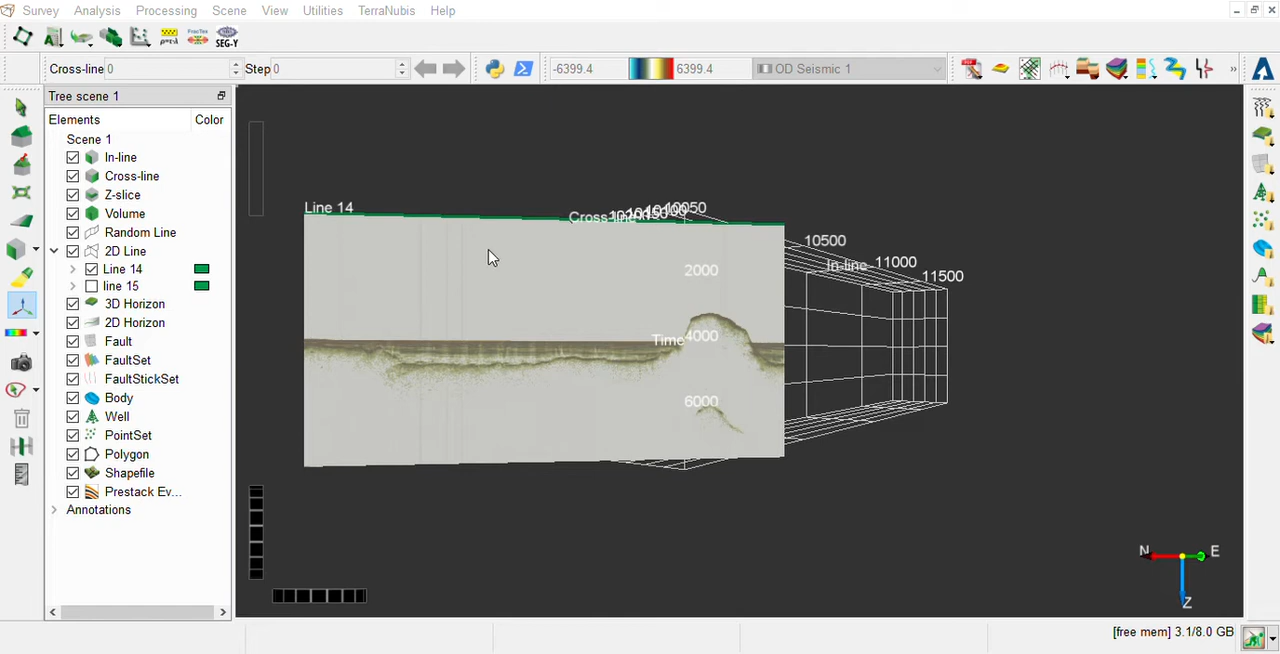 Survey Analysis Processing Scene View Utilities TerraNubis Help
SEG-Y
Cross-line 0 Step 0 -6399.4 6399.4 OD Seismic 1 »
Tree scene 1
Elements Color
Scene 1
In-line
Cross-line
Z-slice
Volume
Random Line
2D Line
Line 14
line 15
3D Horizon
2D Horizon
Fault
FaultSet
FaultStickSet
Body
Well
PointSet
Polygon
Shapefile
Prestack Ev...
Annotations
Line 14
Cross-line
10050
10500
In-line
11000
11500
2000
Time
4000
6000
N E
Z
[free mem] 3.1/8.0 GB